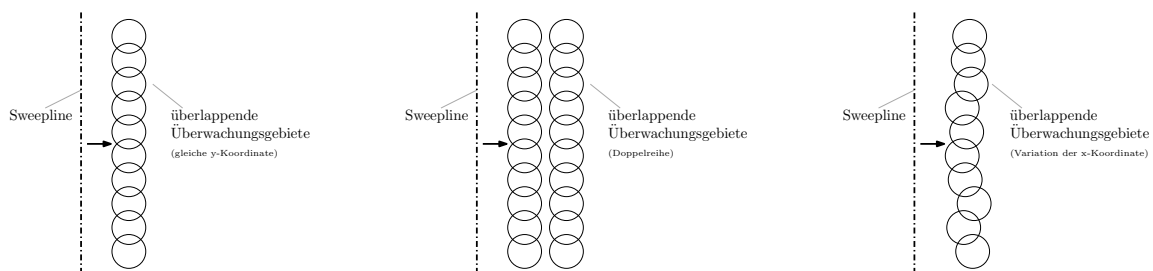 Sweepline
überlappende
Überwachungsgebiete
(gleiche y-Koordinate)
Sweepline
überlappende
Überwachungsgebiete
(Doppelreihe)
Sweepline
überlappende
Überwachungsgebiete
(Variation der x-Koordinate)